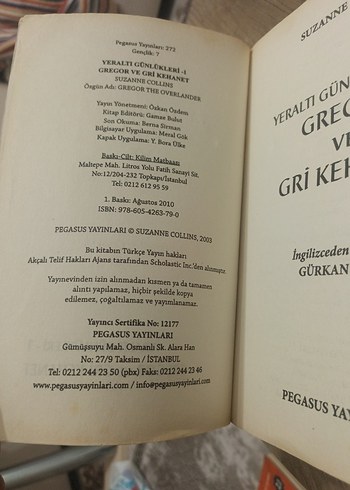 Pegasus Yayınları: 272
Gençlik: 7
YERALTI GÜNLÜKLERİ -1
GREGOR VE GRİ KEHANET
SUZANNE COLLINS
Özgün Adı: GREGOR THE OVERLANDER
Yayın Yönetmeni: Özkan Özdem
Kitap Editörü: Gamze Bulut
Son Okuma: Berna Sirman
Bilgisayar Uygulama: Meral Gök
Kapak Uygulama: Y. Bora Ülke
Baskı-Cilt: Kilim Matbaası
Maltepe Mah. Litros Yolu Fatih Sanayi Sit.
No:12/204-232 Topkapı/İstanbul
Tel: 0212 612 95 59
1. Baskı: Ağustos 2010
ISBN: 978-605-4263-79-0
PEGASUS YAYINLARI © SUZANNE COLLINS, 2003
Bu kitabın Türkçe Yayın hakları
Akçalı Telif Hakları Ajans tarafından Scholastic Inc.'den alınmıştır.
Yayınevinden izin alınmadan kısmen ya da tamamen
alıntı yapılamaz, hiçbir şekilde kopya
edilemez, çoğaltılamaz ve yayımlanamaz.
Yayıncı Sertifika No: 12177
PEGASUS YAYINLARI
Gümüşsuyu Mah. Osmanlı Sk. Alara Han
No: 27/9 Taksim / İSTANBUL
Tel: 0212 244 23 50 (pbx) Faks: 0212 244 23 46
www.pegasusyayinlari.com / info@pegasusyayinlari.com
SUZANNE
YERALTI GÜN
GREG
VE
GRİ KEH
İngilizceden
GÜRKAN
PEGASUS YA